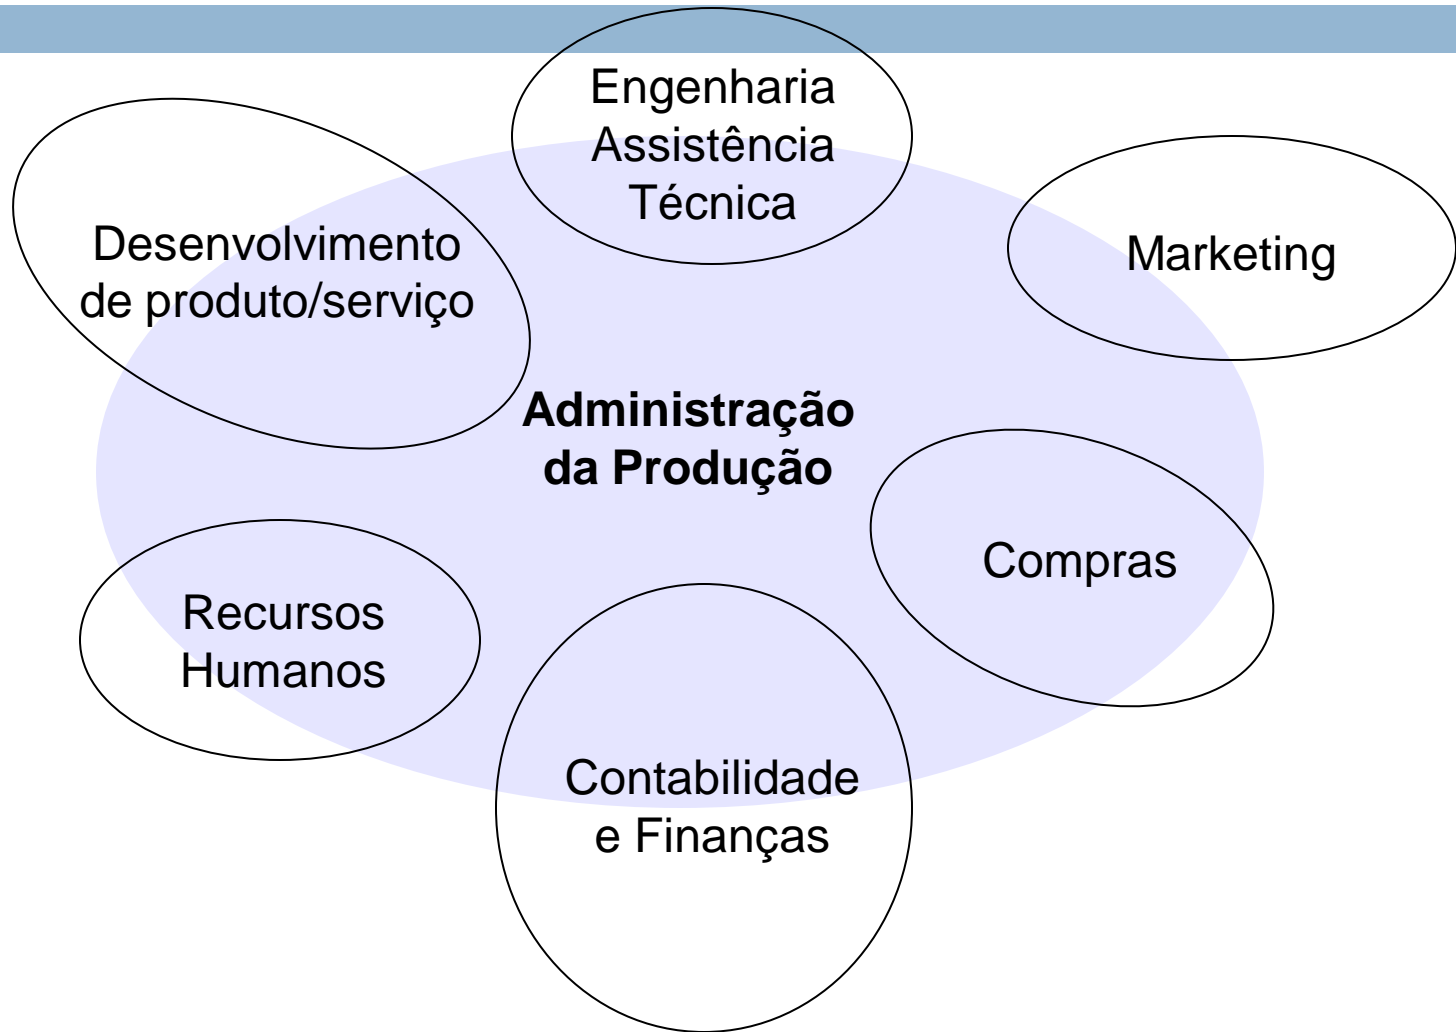 Engenharia
Assistência
Técnica
Desenvolvimento
de produto/serviço
Marketing
Administração
da Produção
Compras
Recursos
Humanos
Contabilidade
e Finanças